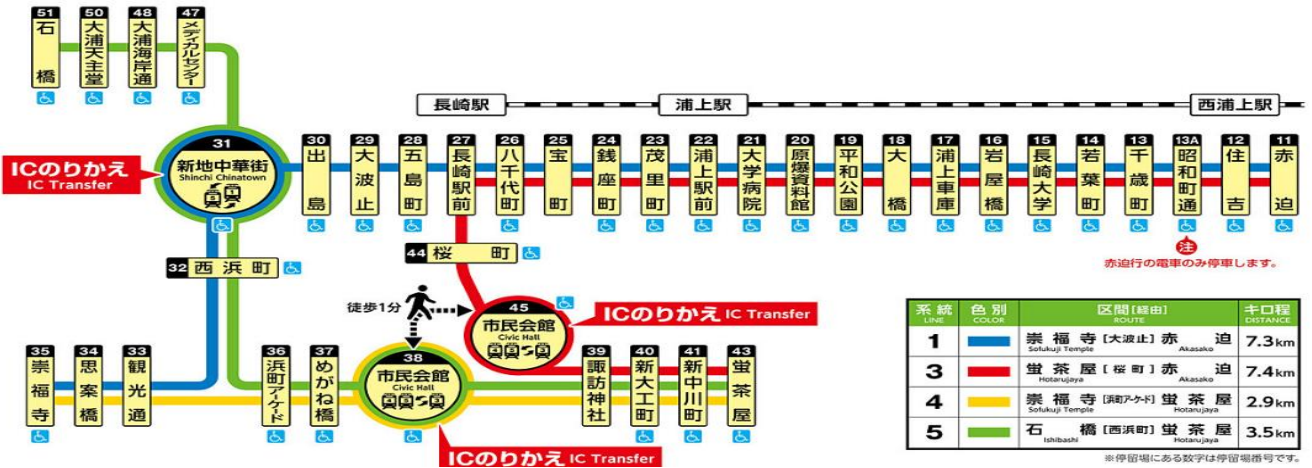 51 石橋
50 大浦天主堂
48 大浦海岸通
47 メディカルセンター
長崎駅
浦上駅
西浦上駅
31
新地中華街
Shinchi Chinatown
ICのりかえ
IC Transfer
30 出島
29 大波止
28 五島町
27 長崎駅前
26 八千代町
25 宝町
24 銭座町
23 茂里町
22 浦上駅前
21 大学病院
20 原爆資料館
19 平和公園
18 大橋
17 浦上車庫
16 岩屋橋
15 長崎大学
14 若葉町
13 千歳町
13A 昭和町通
12 住吉
11 赤迫
注
赤迫行の電車のみ停車します。
32 西浜町
44 桜町
徒歩1分
45
市民会館
Civic Hall
ICのりかえ IC Transfer
35 崇福寺
34 思案橋
33 観光通
36 浜町アーケード
37 めがね橋
38
市民会館
Civic Hall
ICのりかえ IC Transfer
39 諏訪神社
40 新大工町
41 新中川町
43 蛍茶屋
系統 色別 区間[経由] キロ程
LINE COLOR ROUTE DISTANCE
1 崇福寺 [大波止] 赤迫 7.3km
Sofukuji Temple Akasako
3 蛍茶屋 [桜町] 赤迫 7.4km
Hotarujaya Akasako
4 崇福寺 [浜町アーケード] 蛍茶屋 2.9km
Sofukuji Temple Hotarujaya
5 石橋 [西浜町] 蛍茶屋 3.5km
Ishibashi Hotarujaya
※停留場にある数字は停留場番号です。